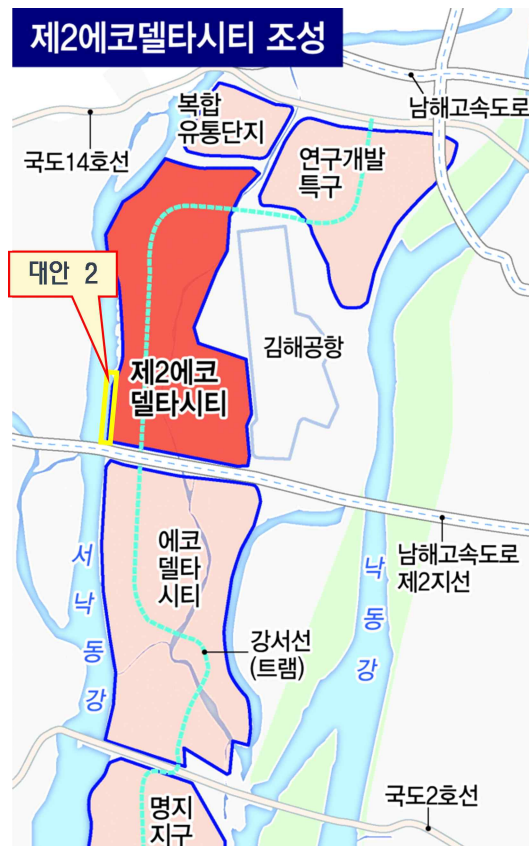 제2에코델타시티 조성
복합
유통단지
남해고속도로
국도14호선
연구개발
특구
대안 2
김해공항
제2에코
델타시티
에코
델타
시티
남해고속도로
제2지선
서낙동강
낙동강
강서선
(트램)
국도2호선
명지
지구